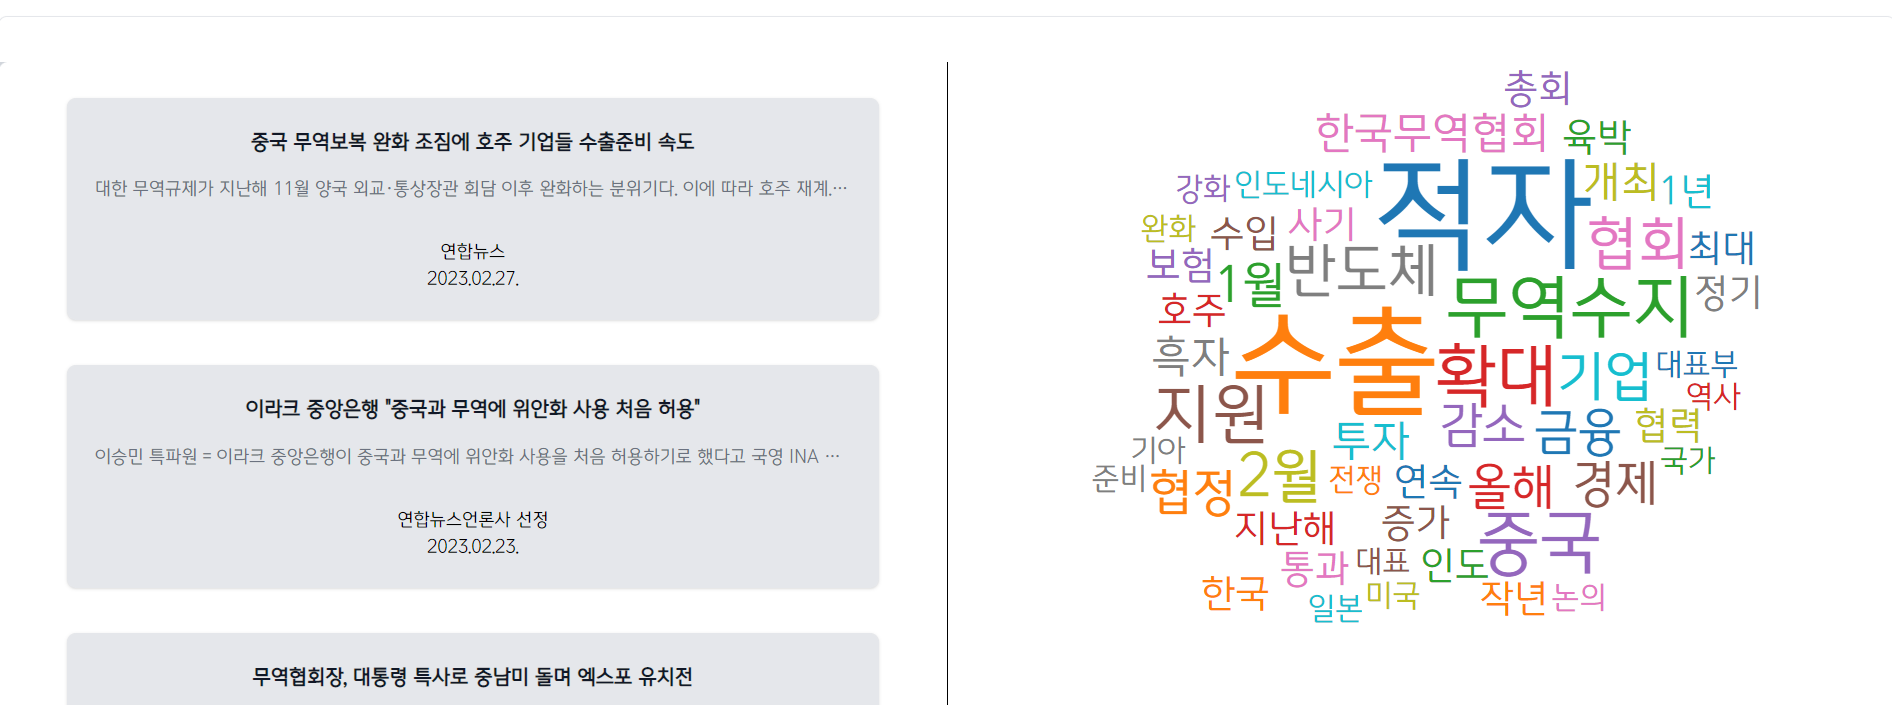 중국 무역보복 완화 조짐에 호주 기업들 수출준비 속도
대한 무역규제가 지난해 11월 양국 외교·통상장관 회담 이후 완화하는 분위기다. 이에 따라 호주 재계.…
연합뉴스
2023.02.27.
이라크 중앙은행 "중국과 무역에 위안화 사용 처음 허용"
이승민 특파원 = 이라크 중앙은행이 중국과 무역에 위안화 사용을 처음 허용하기로 했다고 국영 INA …
연합뉴스언론사 선정
2023.02.23.
무역협회장, 대통령 특사로 중남미 돌며 엑스포 유치전
총회
한국무역협회 육박
적자
개최 1년
강화 인도네시아
완화 수입 사기
협회 최대
보험 1월 반도체
무역수지 정기
호주
수출
흑자
확대 기업 대표부
역사
지원
감소 금융 협력
투자
기아
국가
준비 협정 2월 전쟁 연속 올해 경제
지난해 증가 중국
통과 대표 인도
한국 일본 미국 작년 논의